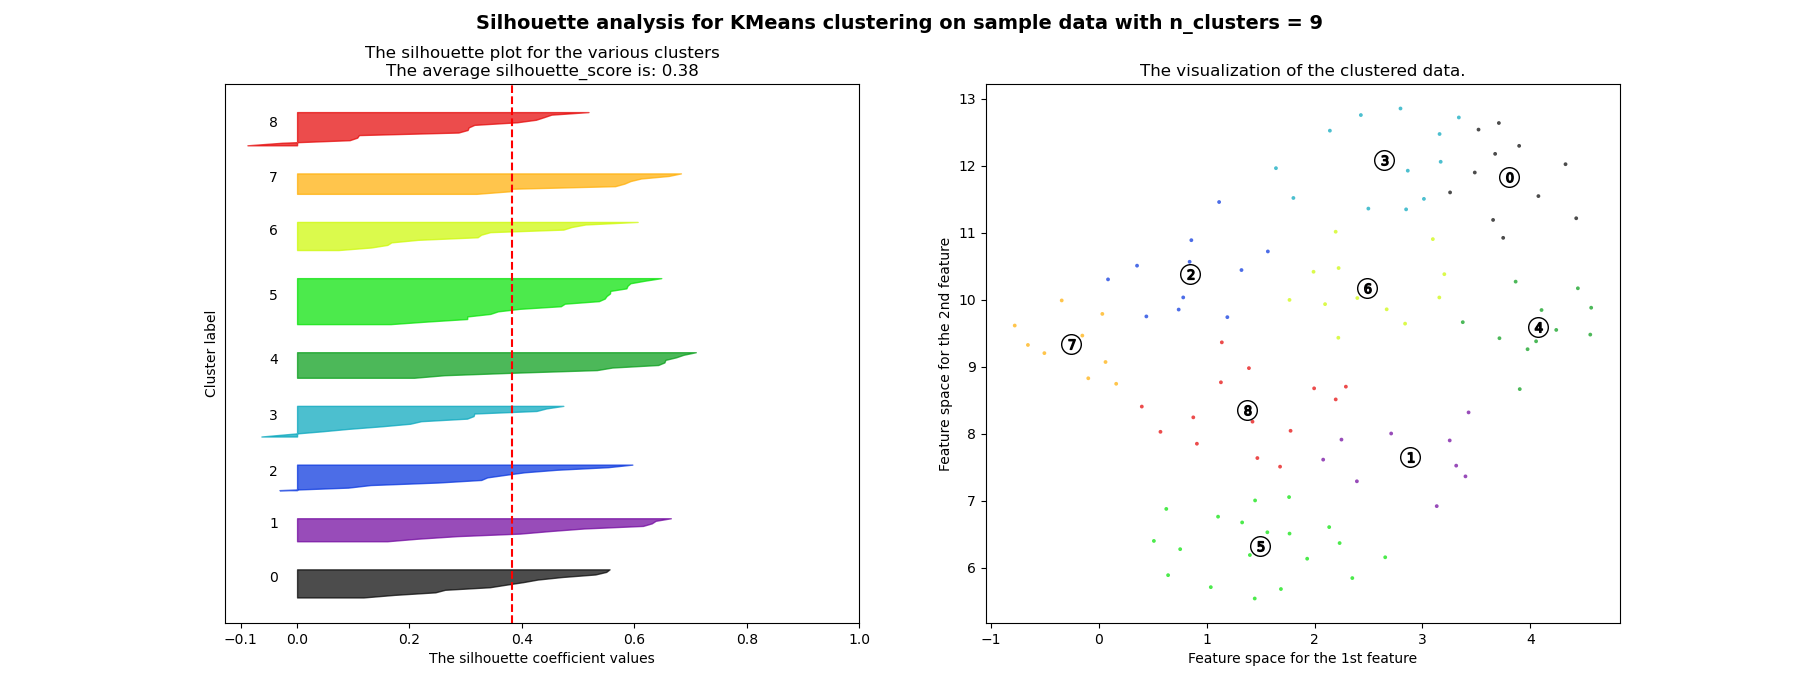 Silhouette analysis for KMeans clustering on sample data with n_clusters = 9
The silhouette plot for the various clusters
The average silhouette_score is: 0.38
8
7
6
5
4
3
2
1
0
Cluster label
−0.1 0.0 0.2 0.4 0.6 0.8 1.0
The silhouette coefficient values
The visualization of the clustered data.
13
12
11
10
9
8
7
6
Feature space for the 2nd feature
3
0
2
6
4
7
8
1
5
−1 0 1 2 3 4
Feature space for the 1st feature